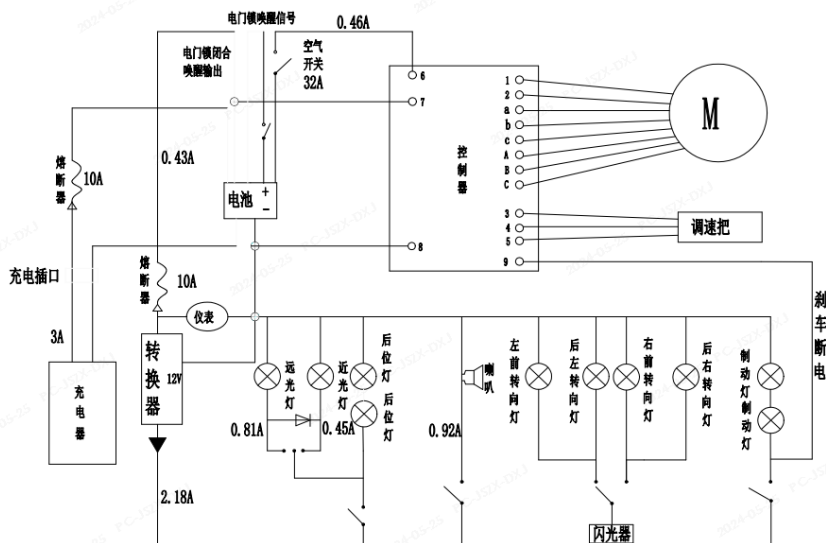 电门锁唤醒信号
0.46A
电门锁闭合
唤醒输出
空气
开关
32A
6
7
8
1
2
a
b
c
A
B
C
3
4
5
9
控制器
M
调速把
熔断器
10A
0.43A
电池
+
-
充电插口
熔断器
10A
仪表
3A
充电器
转换器
12V
2.18A
远光灯
近光灯
后位灯
后位灯
0.81A
0.45A
喇叭
0.92A
左前转向灯
后左转向灯
右前转向灯
后右转向灯
制动灯
制动灯
刹车断电
闪光器
2024-05-25 PC-JSZX-DXJ